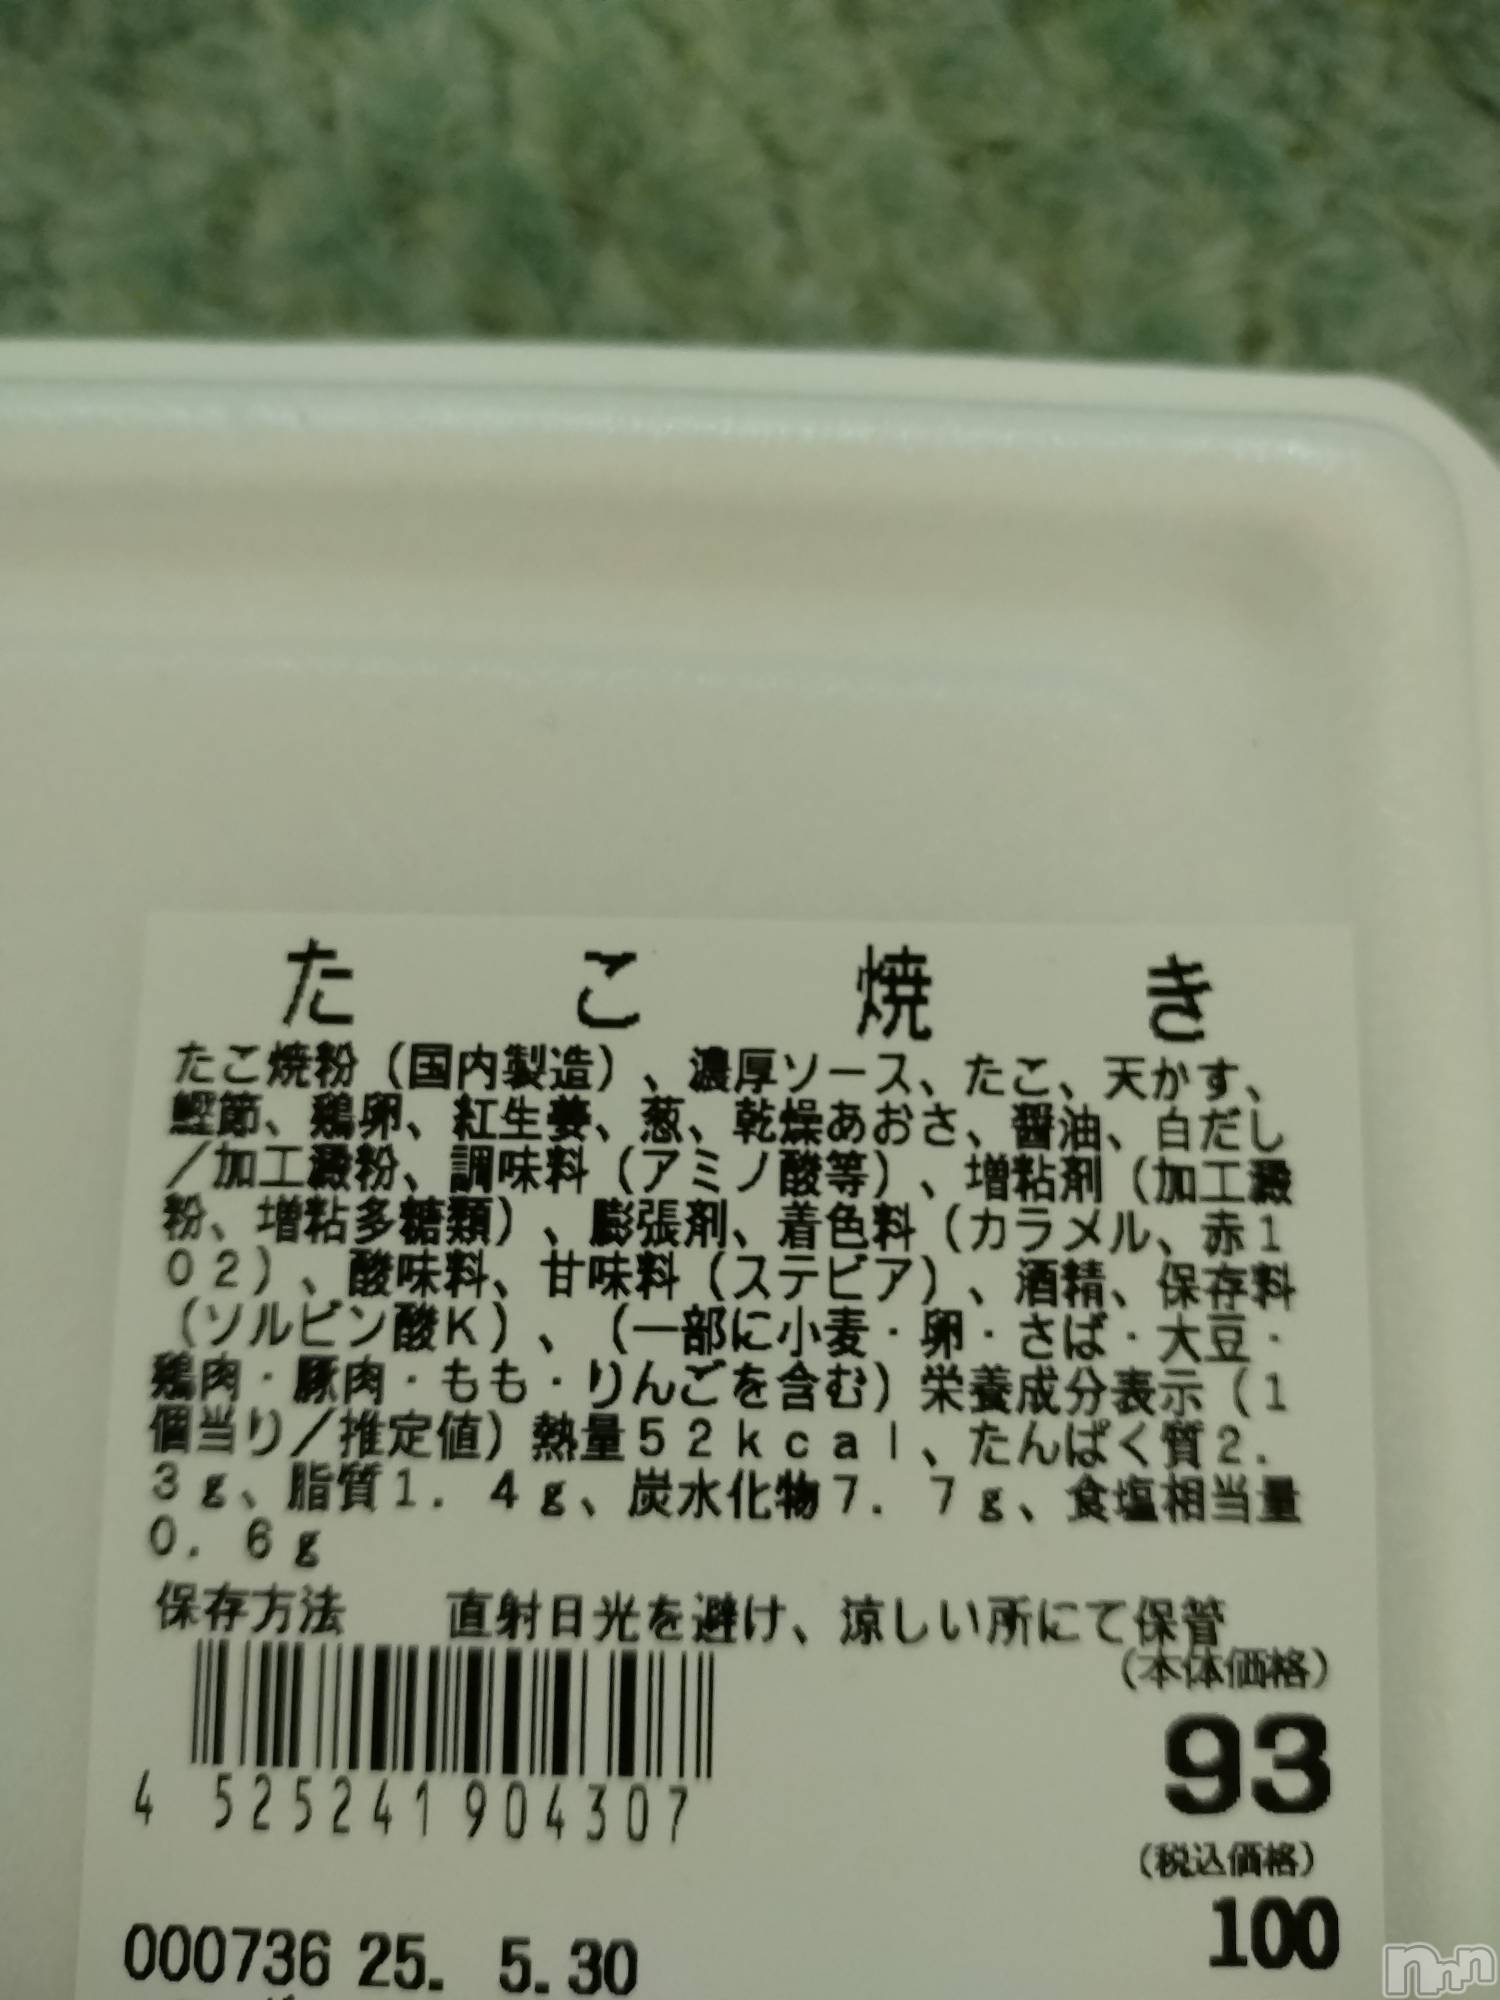 たこ焼き
たこ焼粉（国内製造）、濃厚ソース、たこ、天かす、
鰹節、鶏卵、紅生姜、葱、乾燥あおさ、醤油、白だし
／加工澱粉、調味料（アミノ酸等）、増粘剤（加工澱
粉、増粘多糖類）、膨張剤、着色料（カラメル、赤１
０２）、酸味料、甘味料（ステビア）、酒精、保存料
（ソルビン酸Ｋ）、（一部に小麦・卵・さば・大豆・
鶏肉・豚肉・もも・りんごを含む）栄養成分表示（１
個当り／推定値）熱量５２ｋｃａｌ、たんぱく質２．
３ｇ、脂質１．４ｇ、炭水化物７．７ｇ、食塩相当量
０．６ｇ
保存方法　直射日光を避け、涼しい所にて保管
（本体価格）
93
4 525241 904307
（税込価格）
100
000736 25. 5.30
nnn